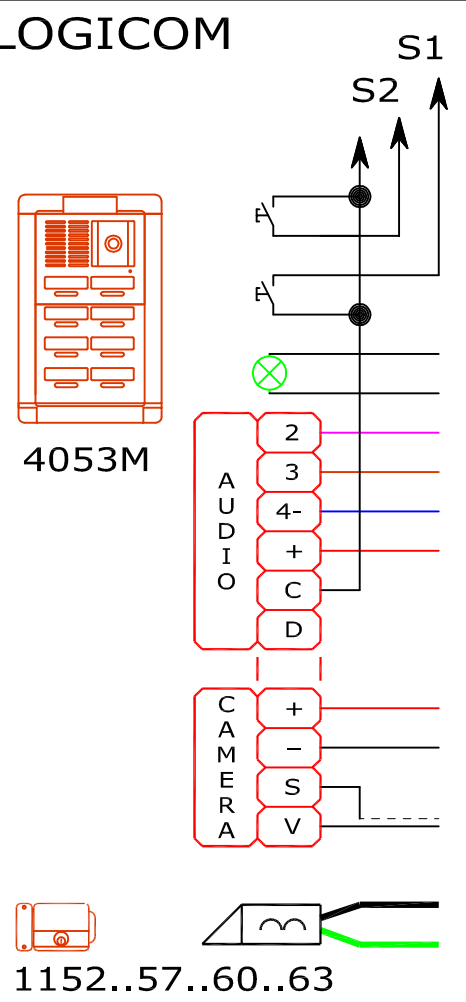 LOGICOM
S1
S2
4053M
AUDIO
2
3
4-
+
C
D
CAMERA
+
–
S
V
1152..57..60..63